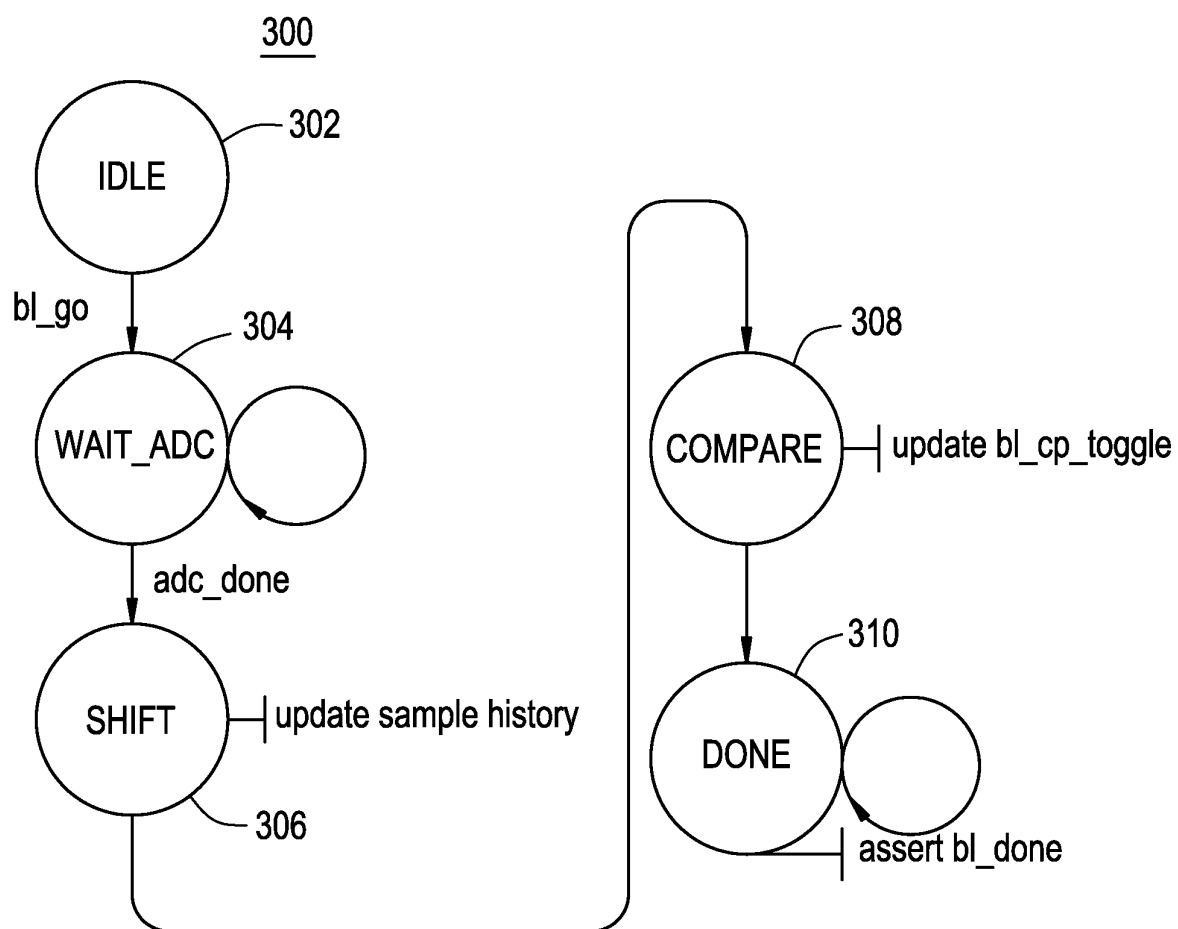 300
302
IDLE
bl_go
304
WAIT_ADC
adc_done
SHIFT
update sample history
306
308
COMPARE
update bl_cp_toggle
310
DONE
assert bl_done